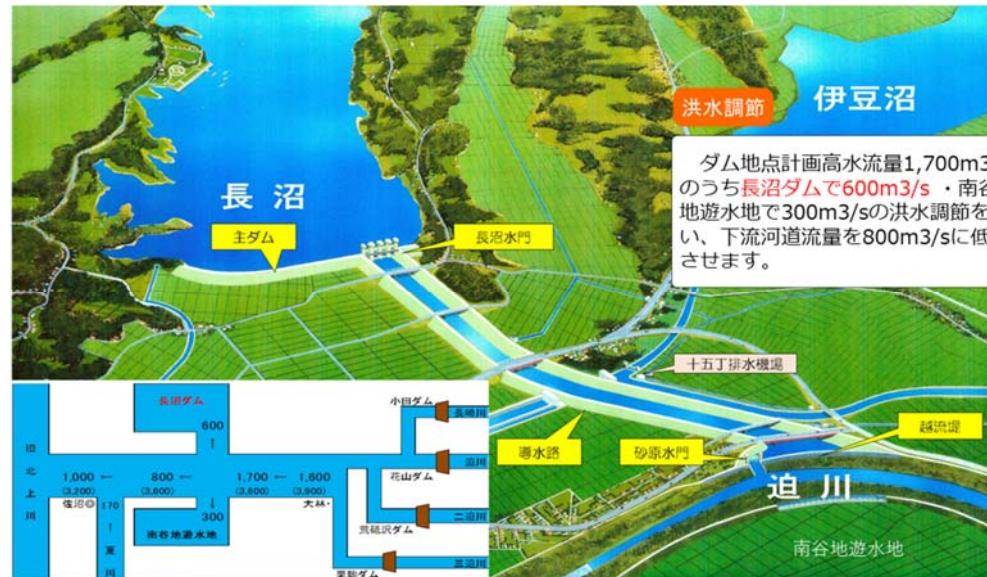 伊豆沼
洪水調節
ダム地点計画高水流量1,700m3
のうち長沼ダムで600m3/s ・南谷
地遊水地で300m3/sの洪水調節を
い、下流河道流量を800m3/sに低
させます。
長沼
主ダム
長沼水門
十五丁排水機場
導水路
砂原水門
越流堤
迫川
南谷地遊水地
長沼ダム
600
小田ダム
長崎川
旧北上川
1,000 ←
(3,200)
佐沼
800 ←
(3,600)
1,700 ←
(3,600)
1,600
(3,900)
大林
迫川
花山ダム
170
↑
夏川
300
南谷地遊水地
二迫川
荒砥沢ダム
三迫川
栗駒ダム